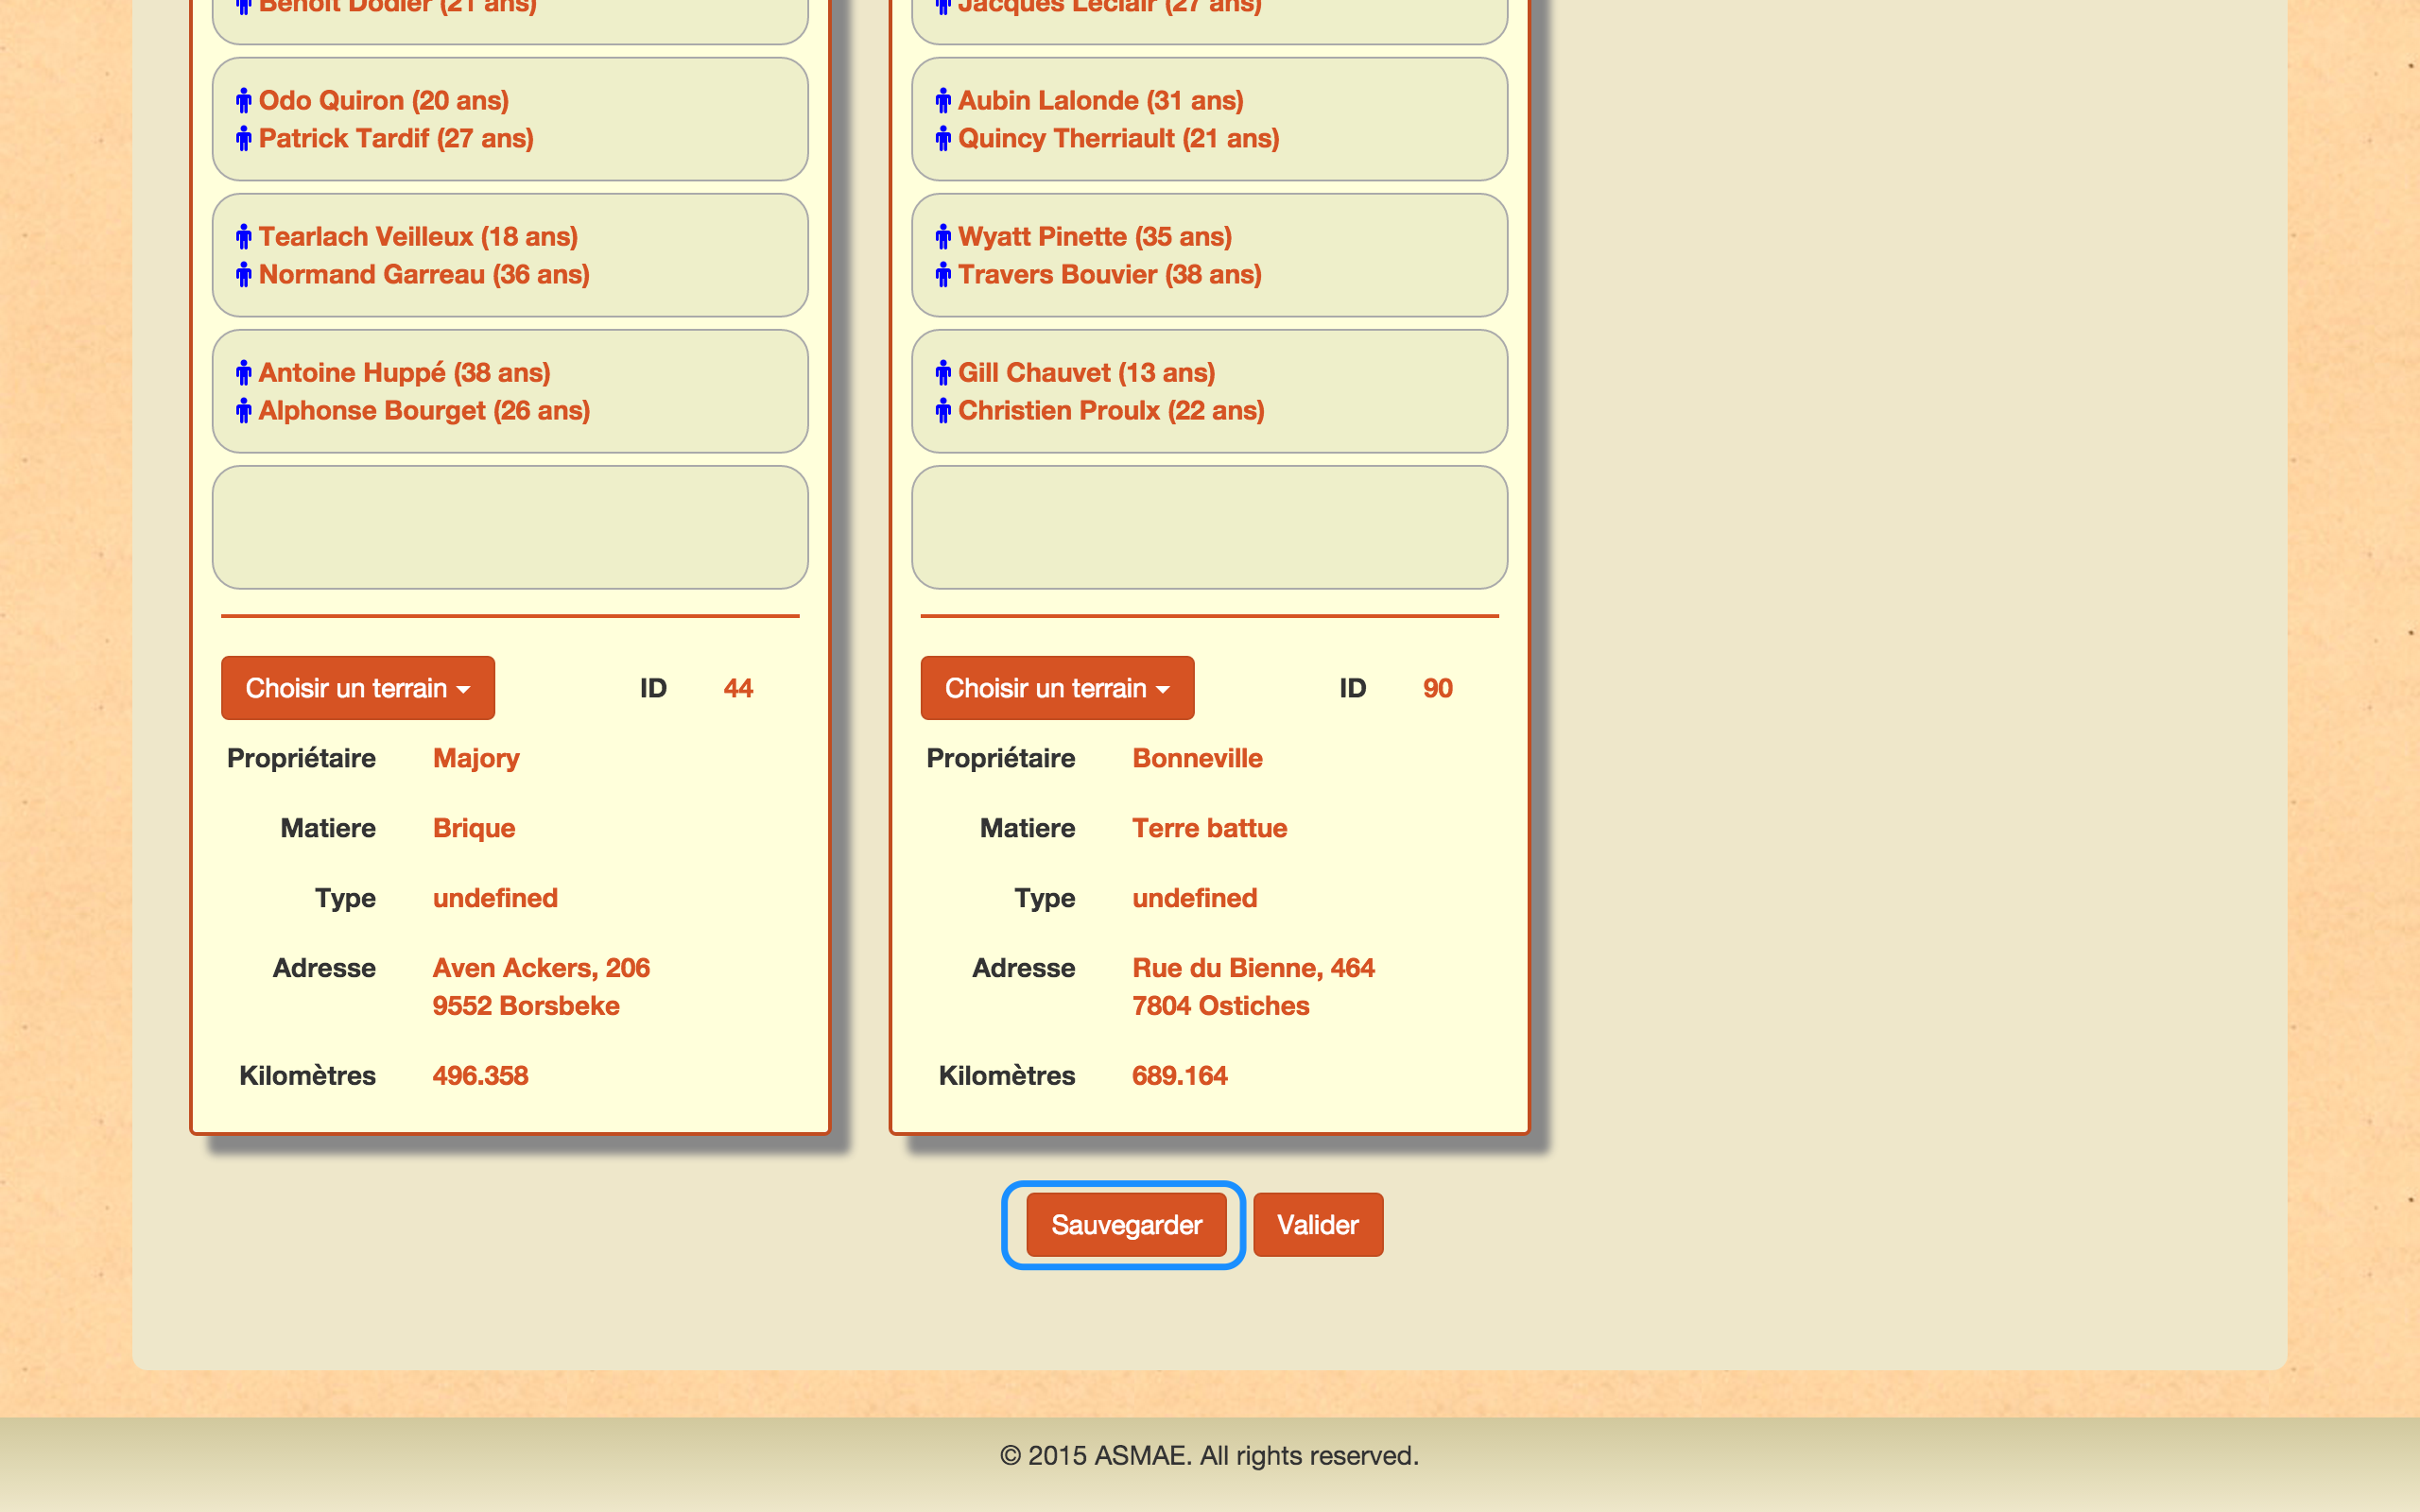 Benoit Dodier (21 ans)
Odo Quiron (20 ans)
Patrick Tardif (27 ans)
Tearlach Veilleux (18 ans)
Normand Garreau (36 ans)
Antoine Huppé (38 ans)
Alphonse Bourget (26 ans)
Choisir un terrain
ID 44
Propriétaire Majory
Matiere Brique
Type undefined
Adresse Aven Ackers, 206
9552 Borsbeke
Kilomètres 496.358
Jacques Leclair (27 ans)
Aubin Lalonde (31 ans)
Quincy Therriault (21 ans)
Wyatt Pinette (35 ans)
Travers Bouvier (38 ans)
Gill Chauvet (13 ans)
Christien Proulx (22 ans)
Choisir un terrain
ID 90
Propriétaire Bonneville
Matiere Terre battue
Type undefined
Adresse Rue du Bienne, 464
7804 Ostiches
Kilomètres 689.164
Sauvegarder
Valider
© 2015 ASMAE. All rights reserved.